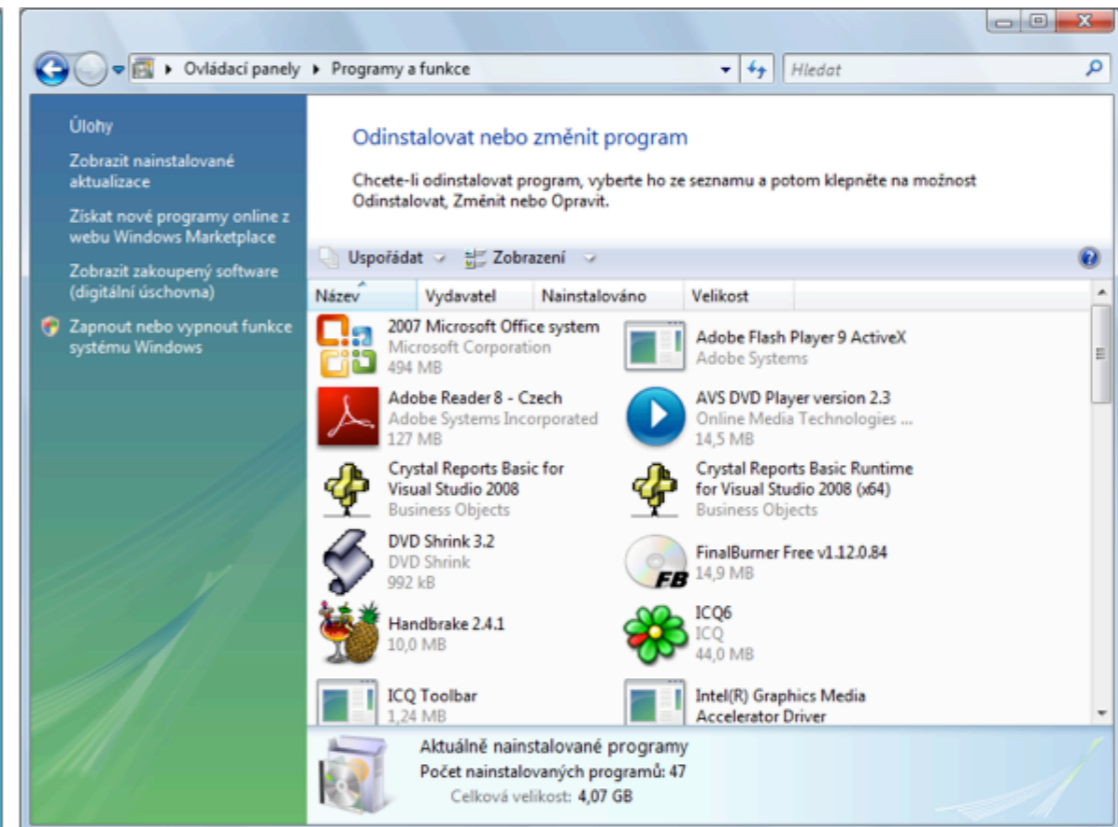 Ovládací panely
Programy a funkce
Hledat
Úlohy
Zobrazit nainstalované
aktualizace
Získat nové programy online z
webu Windows Marketplace
Zobrazit zakoupený software
(digitální úschovna)
Zapnout nebo vypnout funkce
systému Windows
Odinstalovat nebo změnit program
Chcete-li odinstalovat program, vyberte ho ze seznamu a potom klepněte na možnost
Odinstalovat, Změnit nebo Opravit.
Uspořádat
Zobrazení
Název
Vydavatel
Nainstalováno
Velikost
2007 Microsoft Office system
Microsoft Corporation
494 MB
Adobe Flash Player 9 ActiveX
Adobe Systems
Adobe Reader 8 - Czech
Adobe Systems Incorporated
127 MB
AVS DVD Player version 2.3
Online Media Technologies ...
14,5 MB
Crystal Reports Basic for
Visual Studio 2008
Business Objects
Crystal Reports Basic Runtime
for Visual Studio 2008 (x64)
Business Objects
DVD Shrink 3.2
DVD Shrink
992 kB
FB
FinalBurner Free v1.12.0.84
14,9 MB
Handbrake 2.4.1
10,0 MB
ICQ6
ICQ
44,0 MB
ICQ Toolbar
1,24 MB
Intel(R) Graphics Media
Accelerator Driver
Aktuálně nainstalované programy
Počet nainstalovaných programů: 47
Celková velikost: 4,07 GB